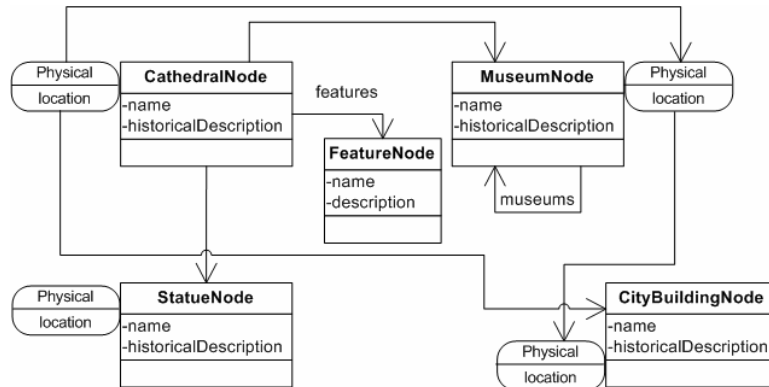 Physical
location
CathedralNode
-name
-historicalDescription
features
FeatureNode
-name
-description
MuseumNode
-name
-historicalDescription
museums
Physical
location
Physical
location
StatueNode
-name
-historicalDescription
Physical
location
CityBuildingNode
-name
-historicalDescription